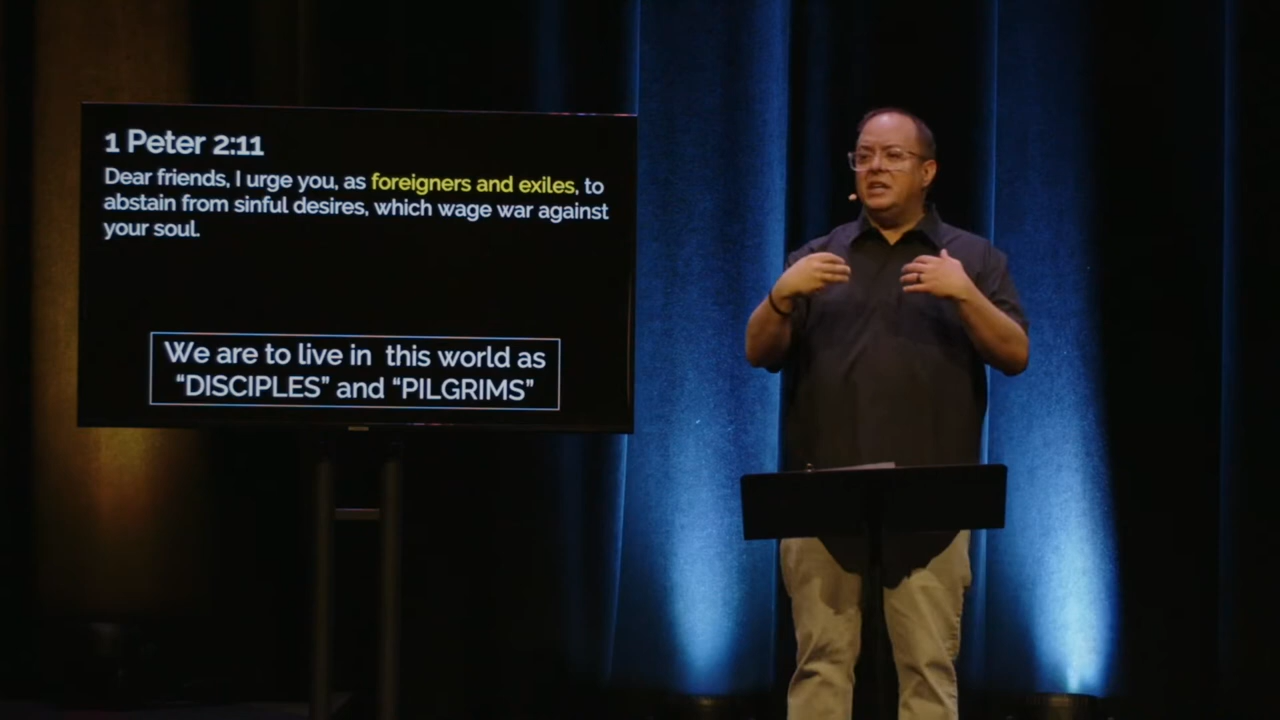 1 Peter 2:11
Dear friends, I urge you, as foreigners and exiles, to
abstain from sinful desires, which wage war against
your soul.
We are to live in this world as
“DISCIPLES” and “PILGRIMS”